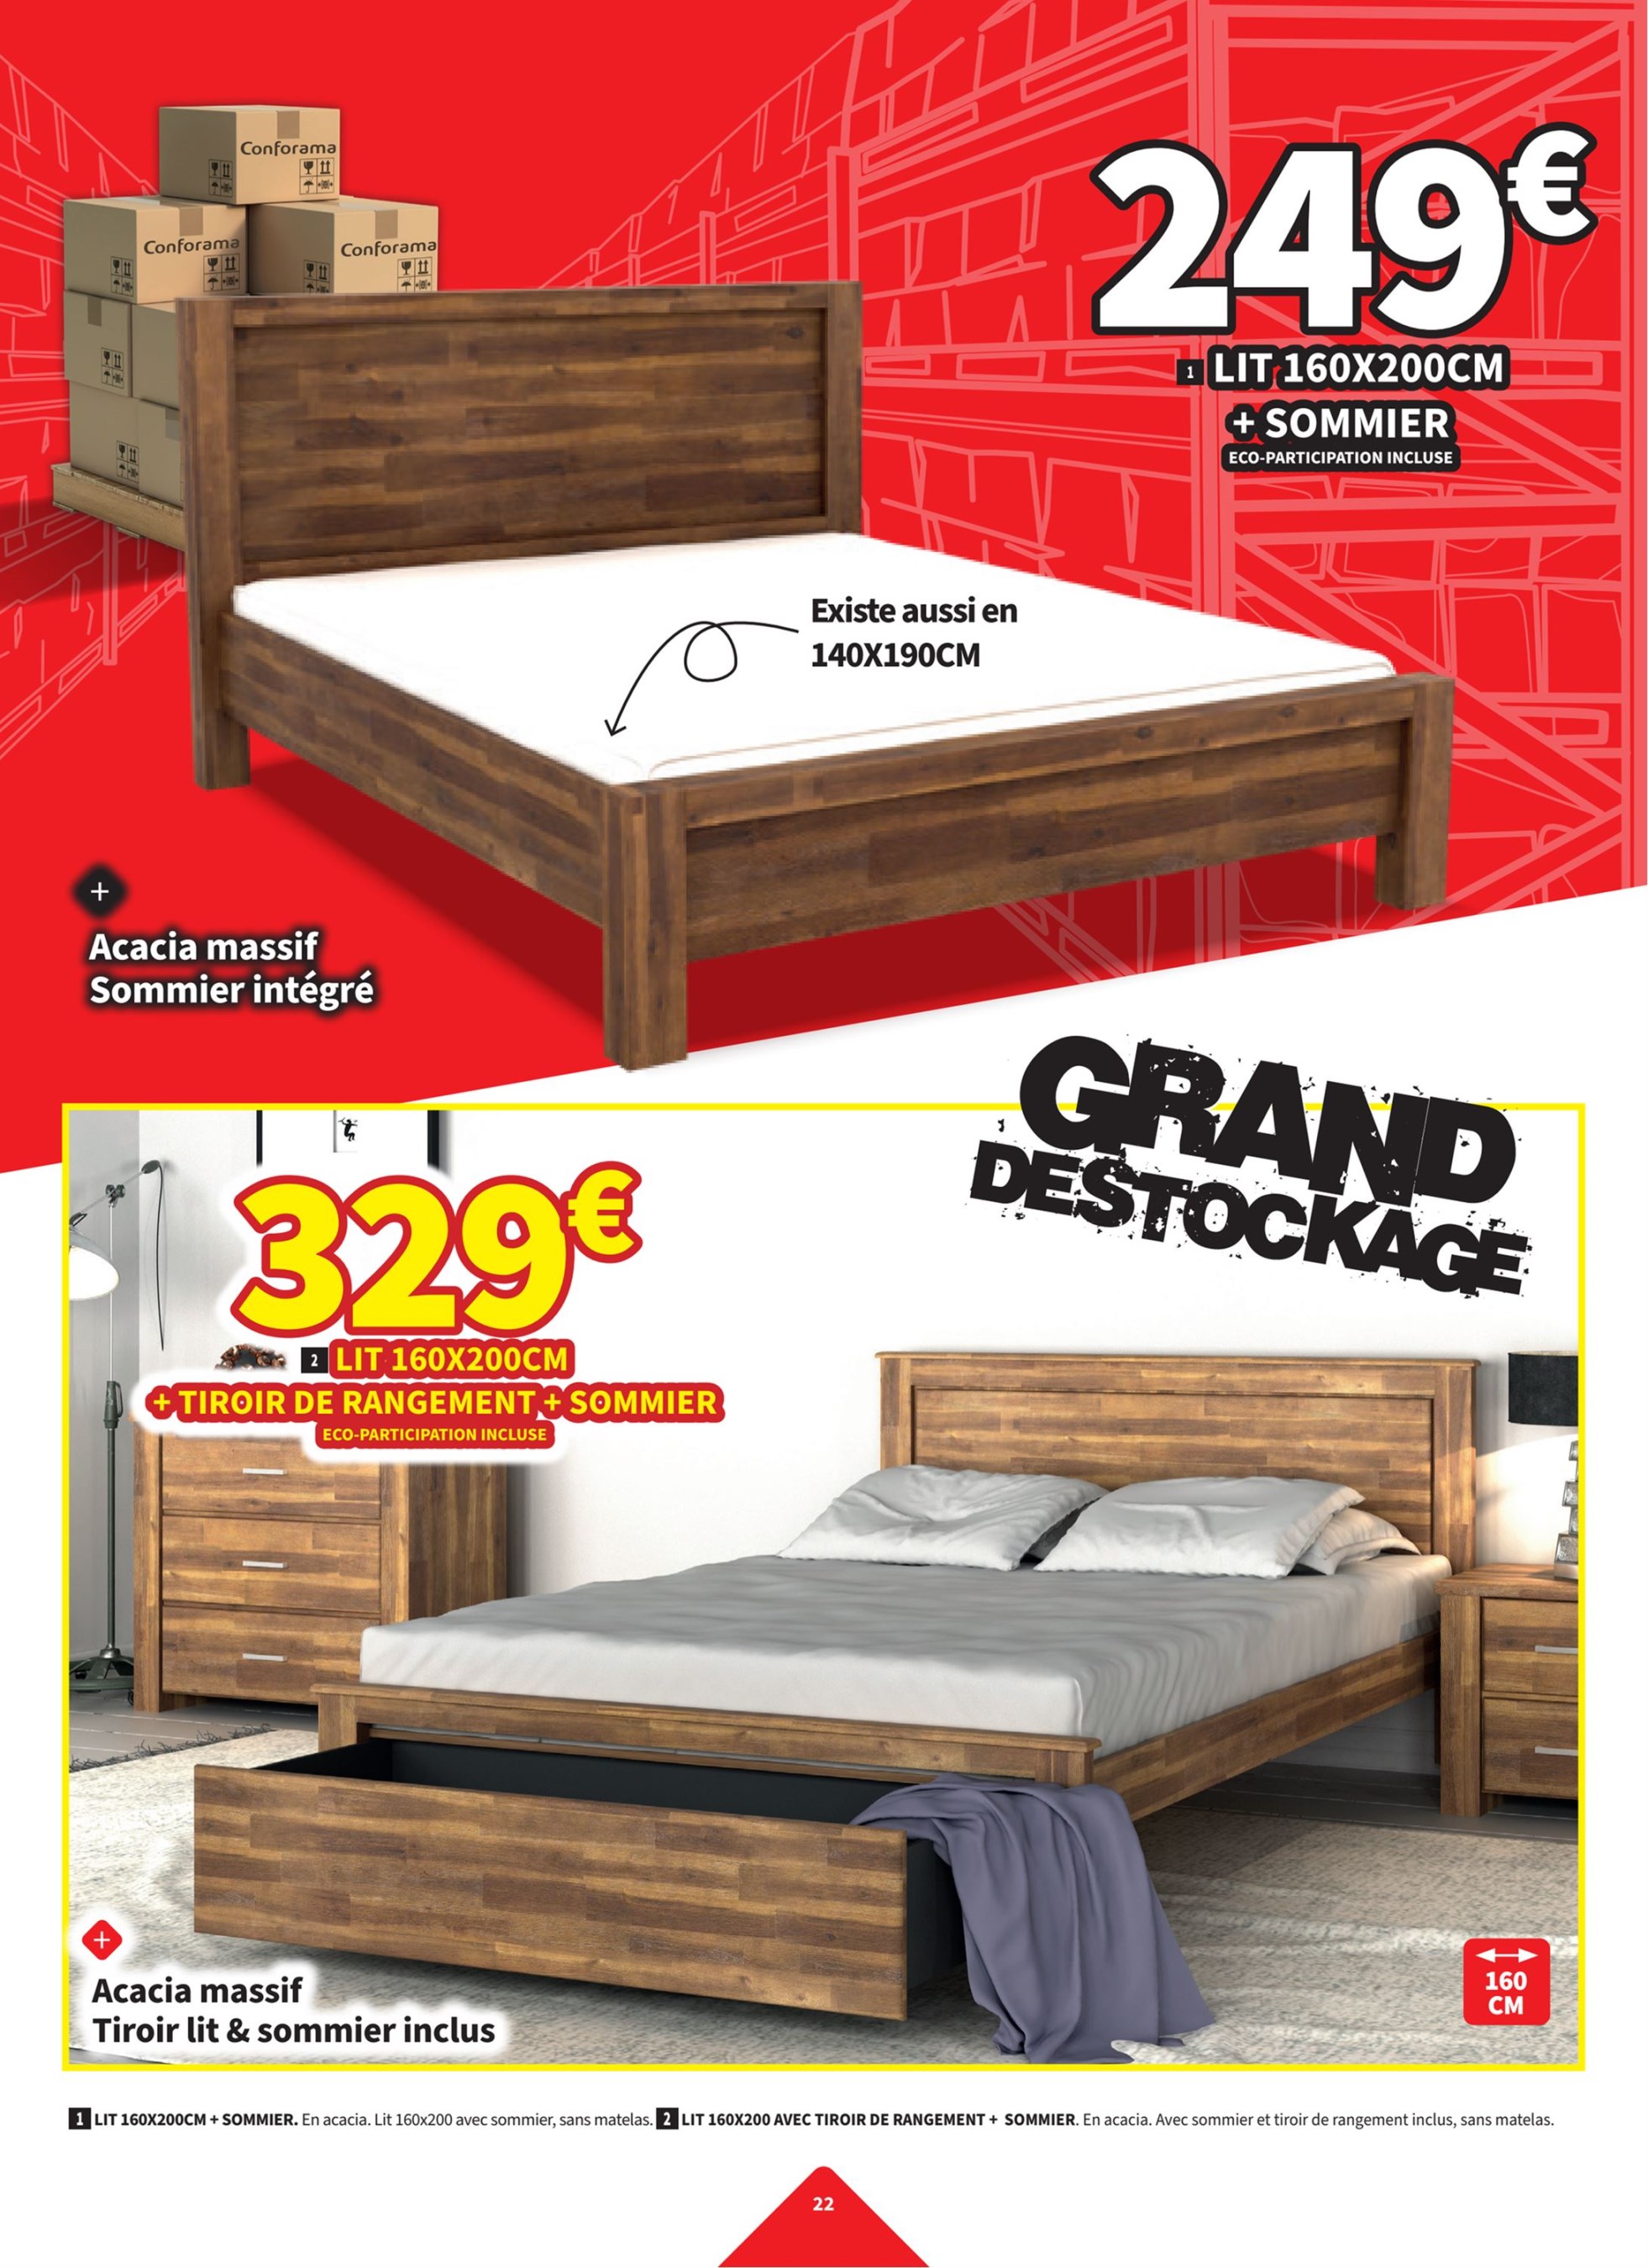 Conforama
Conforama
Conforama
249€
1 LIT 160X200CM
+ SOMMIER
ECO-PARTICIPATION INCLUSE
Existe aussi en
140X190CM
+
Acacia massif
Sommier intégré
GRAND
DESTOCKAGE
329€
2 LIT 160X200CM
+ TIROIR DE RANGEMENT + SOMMIER
ECO-PARTICIPATION INCLUSE
+
Acacia massif
Tiroir lit & sommier inclus
160
CM
1 LIT 160X200CM + SOMMIER. En acacia. Lit 160x200 avec sommier, sans matelas. 2 LIT 160X200 AVEC TIROIR DE RANGEMENT + SOMMIER. En acacia. Avec sommier et tiroir de rangement inclus, sans matelas.
22